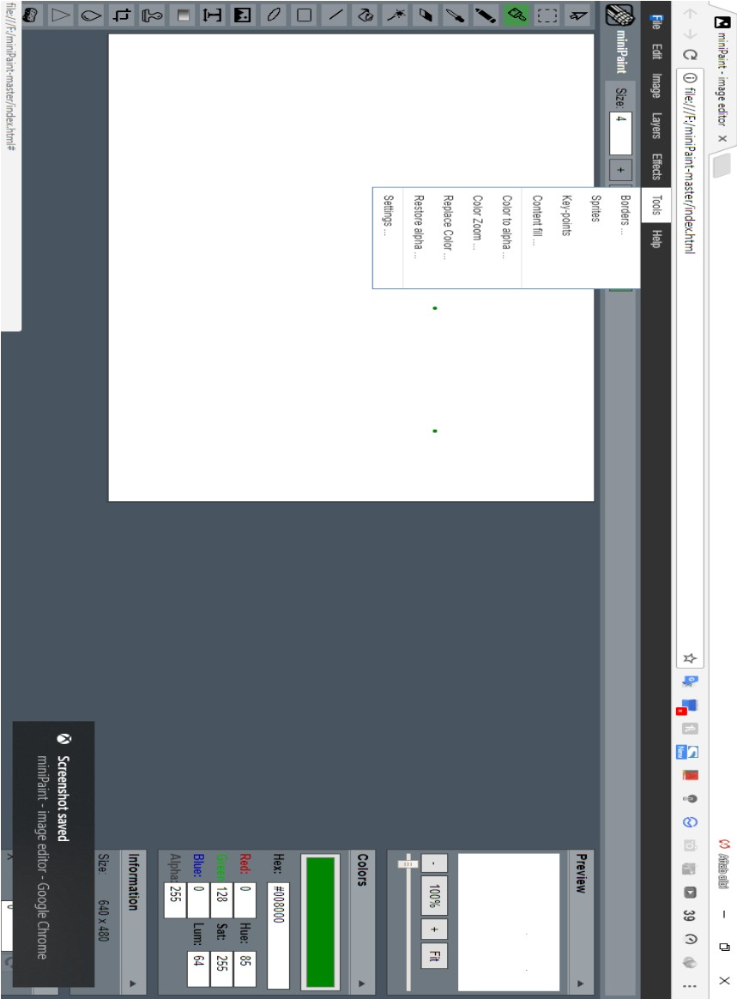 miniPaint - image editor X
Aftab albi
file:///F:/miniPaint-master/index.html
New
39
File Edit Image Layers Effects Tools Help
miniPaint Size: 4 +
Borders ...
Sprites
Key-points
Content fill ...
Color to alpha ...
Color Zoom ...
Replace Color ...
Restore alpha ...
Settings ...
Preview
- 100% + Fit
Colors
Hex: #008000
Red: 0 Hue: 85
Green: 128 Sat: 255
Blue: 0 Lum: 64
Alpha: 255
Information
Size: 640 x 480
Screenshot saved
miniPaint - image editor - Google Chrome
file:///F:/miniPaint-master/index.html#